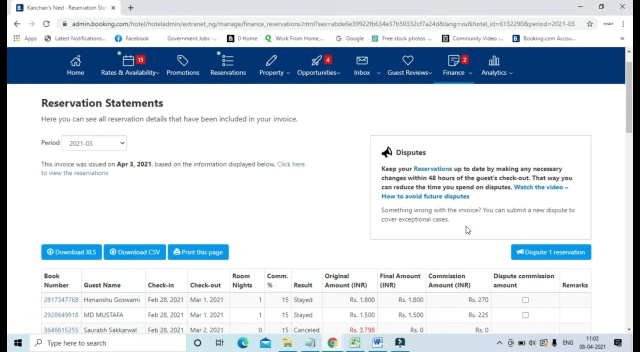 Kanchan's Nest - Reservation Sta
admin.booking.com/hotel/hoteladmin/extranet_ng/manage/finance_reservations.html?ses=abde6e39922fb634e37b50332cf7a24d&lang=xu&hotel_id=6132290&period=2021-03
Apps Latest Notifications... Facebook Government Jobs -... 0 Home Work From Home,... Google Free stock photos -... Community Video :... Booking.com Accou...
15 4 2
Home Rates & Availability Promotions Reservations Property Opportunities Inbox Guest Reviews Finance Analytics
Reservation Statements
Here you can see all reservation details that have been included in your invoice.
Period 2021-03
This invoice was issued on Apr 3, 2021, based on the information displayed below. Click here
to view the reservations
Disputes
Keep your Reservations up to date by making any necessary
changes within 48 hours of the guest's check-out. That way you
can reduce the time you spend on disputes. Watch the video –
How to avoid future disputes
Something wrong with the invoice? You can submit a new dispute to
cover exceptional cases.
Download XLS Download CSV Print this page Dispute 1 reservation
Book Number Guest Name Check-in Check-out Room Nights Comm. % Result Original Amount (INR) Final Amount (INR) Commission Amount (INR) Dispute commission amount Remarks
2817347768 Himanshu Goswami Feb 28, 2021 Mar 1, 2021 1 15 Stayed Rs. 1,800 Rs. 1,800 Rs. 270
2928649918 MD MUSTAFA Feb 28, 2021 Mar 1, 2021 1 15 Stayed Rs. 1,500 Rs. 1,500 Rs. 225
3646615255 Saurabh Sakkarwal Feb 28, 2021 Mar 2, 2021 0 15 Canceled Rs. 3,798 Rs. 0 Rs. 0
Type here to search
ENG
11:02
08-04-2021